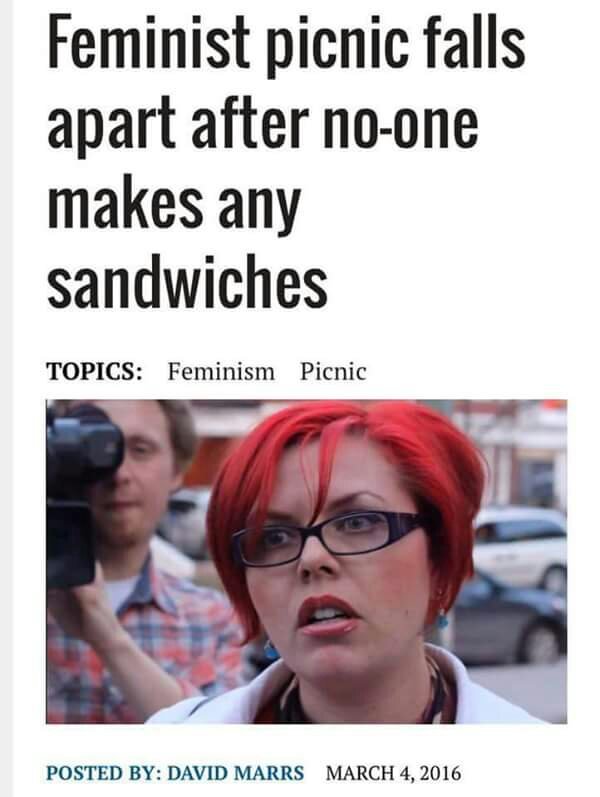 Feminist picnic falls
apart after no-one
makes any
sandwiches
TOPICS: Feminism Picnic
POSTED BY: DAVID MARRS MARCH 4, 2016